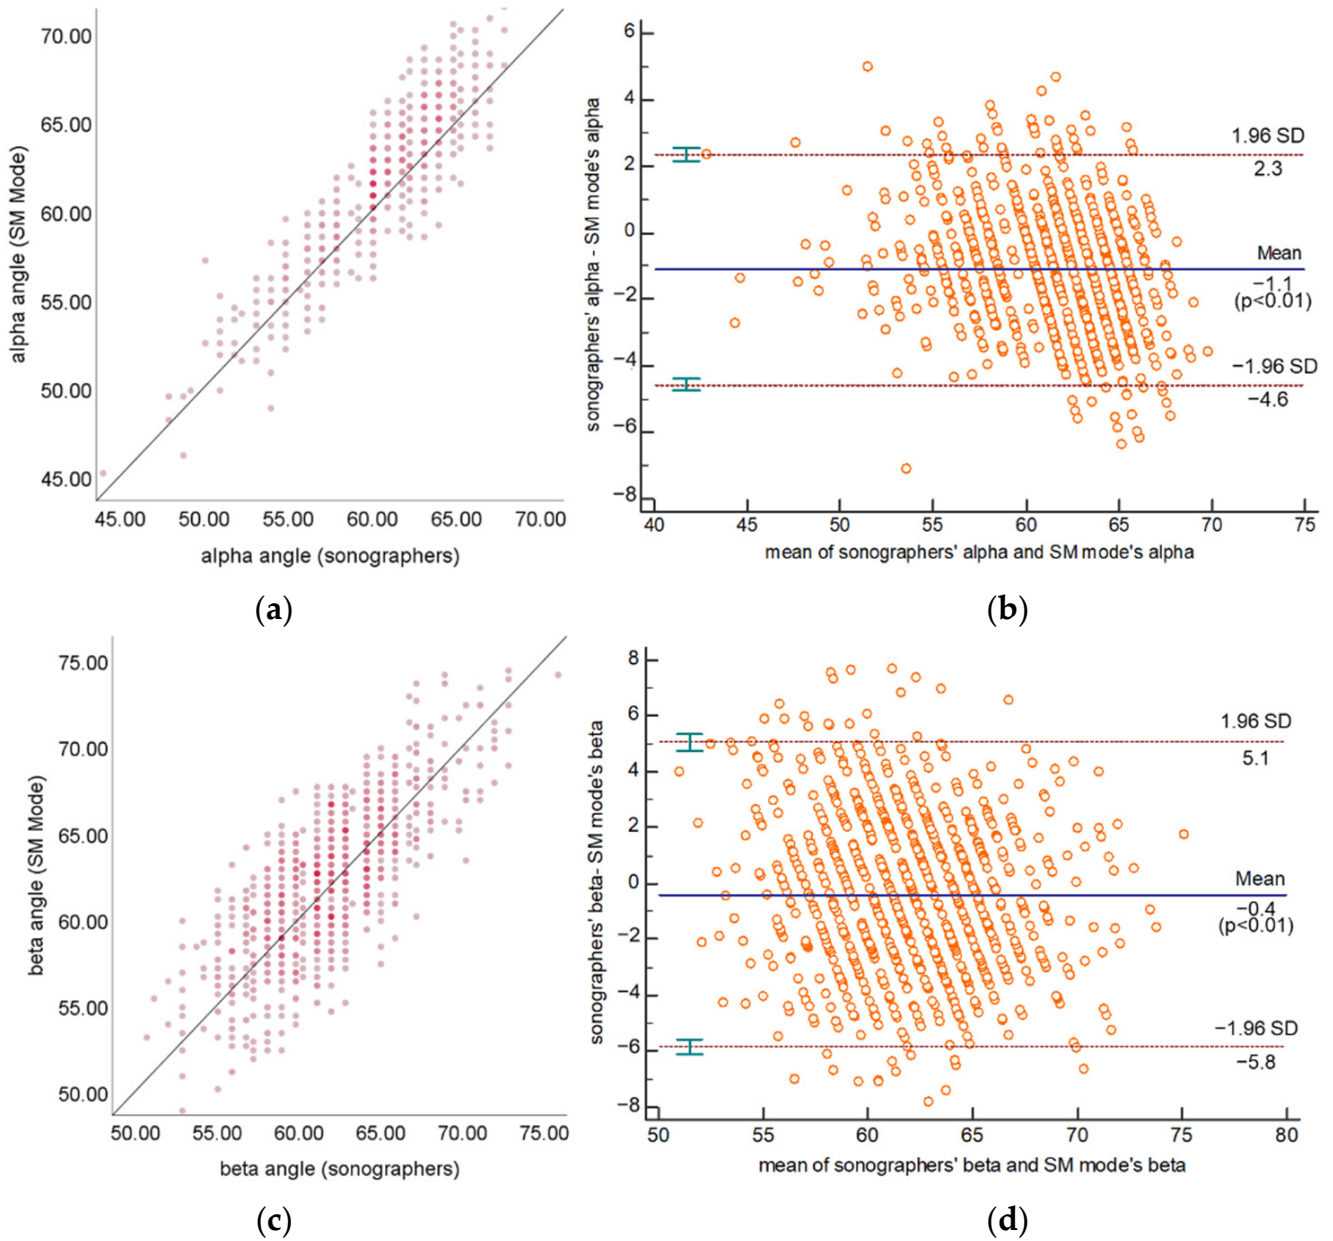 70.00
65.00
60.00
55.00
50.00
45.00
alpha angle (SM Mode)
45.00 50.00 55.00 60.00 65.00 70.00
alpha angle (sonographers)
(a)
6
4
2
0
−2
−4
−6
−8
sonographers' alpha - SM mode's alpha
1.96 SD
2.3
Mean
−1.1
(p<0.01)
−1.96 SD
−4.6
40 45 50 55 60 65 70 75
mean of sonographers' alpha and SM mode's alpha
(b)
75.00
70.00
65.00
60.00
55.00
50.00
beta angle (SM Mode)
50.00 55.00 60.00 65.00 70.00 75.00
beta angle (sonographers)
(c)
8
6
4
2
0
−2
−4
−6
−8
sonographers' beta- SM mode's beta
1.96 SD
5.1
Mean
−0.4
(p<0.01)
−1.96 SD
−5.8
50 55 60 65 70 75 80
mean of sonographers' beta and SM mode's beta
(d)